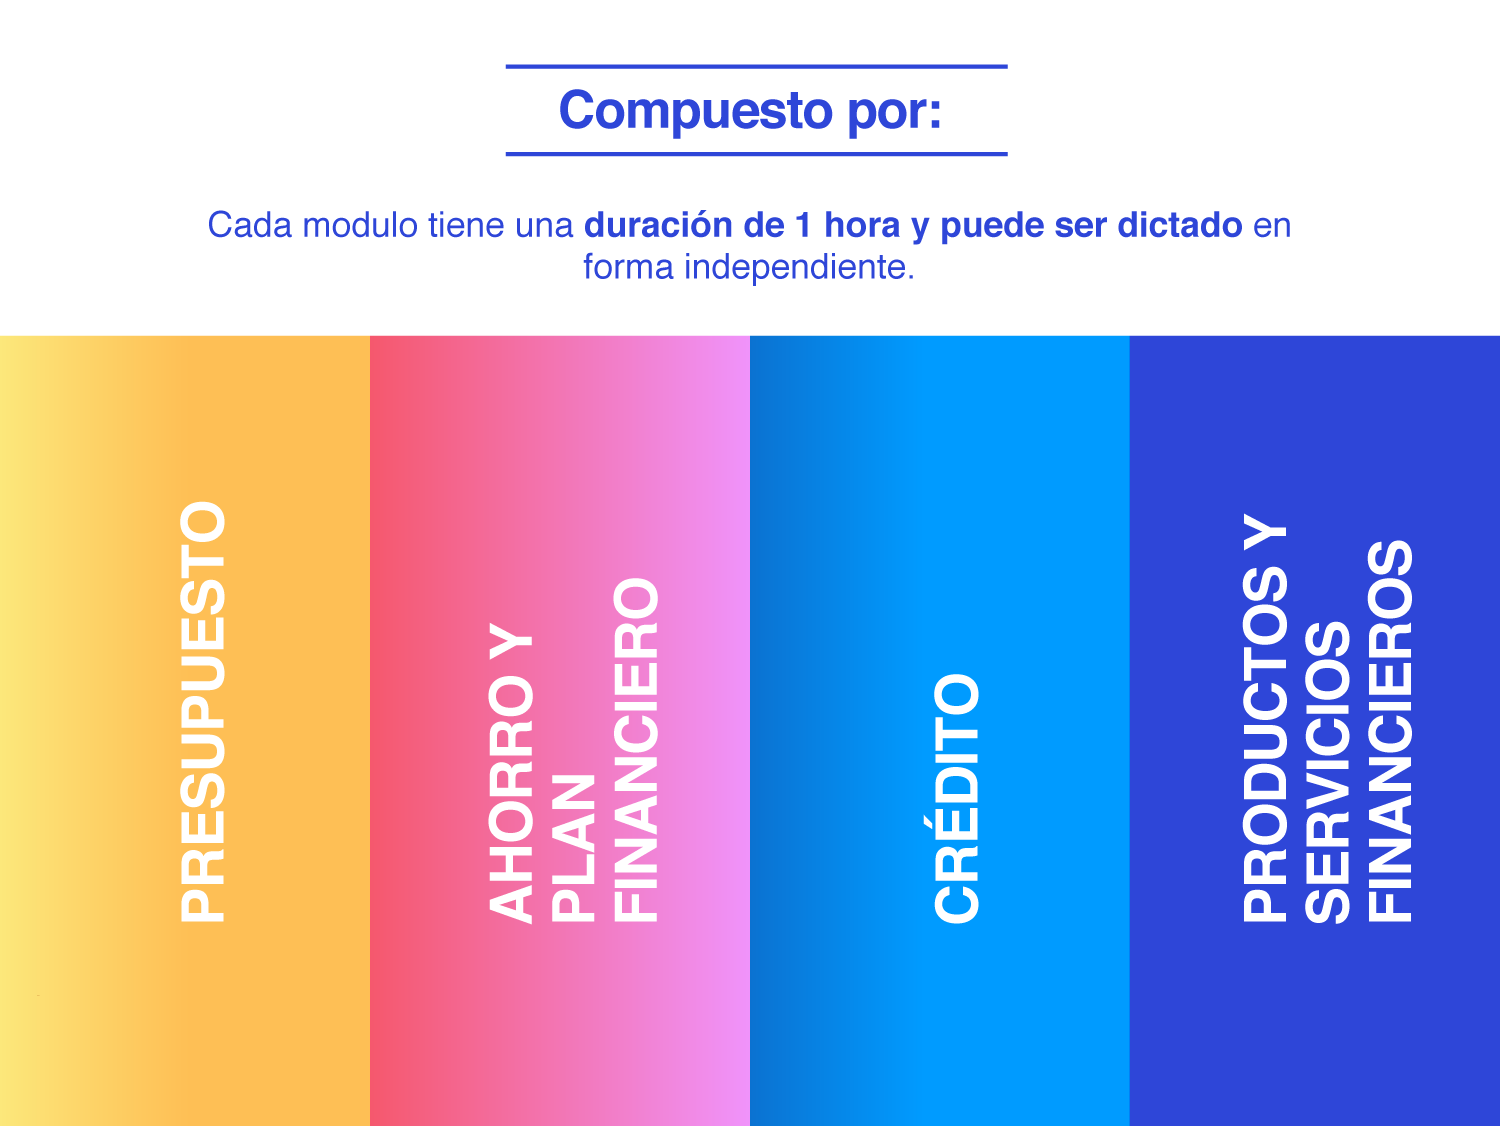 Compuesto por:
Cada modulo tiene una duración de 1 hora y puede ser dictado en
forma independiente.
PRESUPUESTO
AHORRO Y
PLAN
FINANCIERO
CRÉDITO
PRODUCTOS Y
SERVICIOS
FINANCIEROS